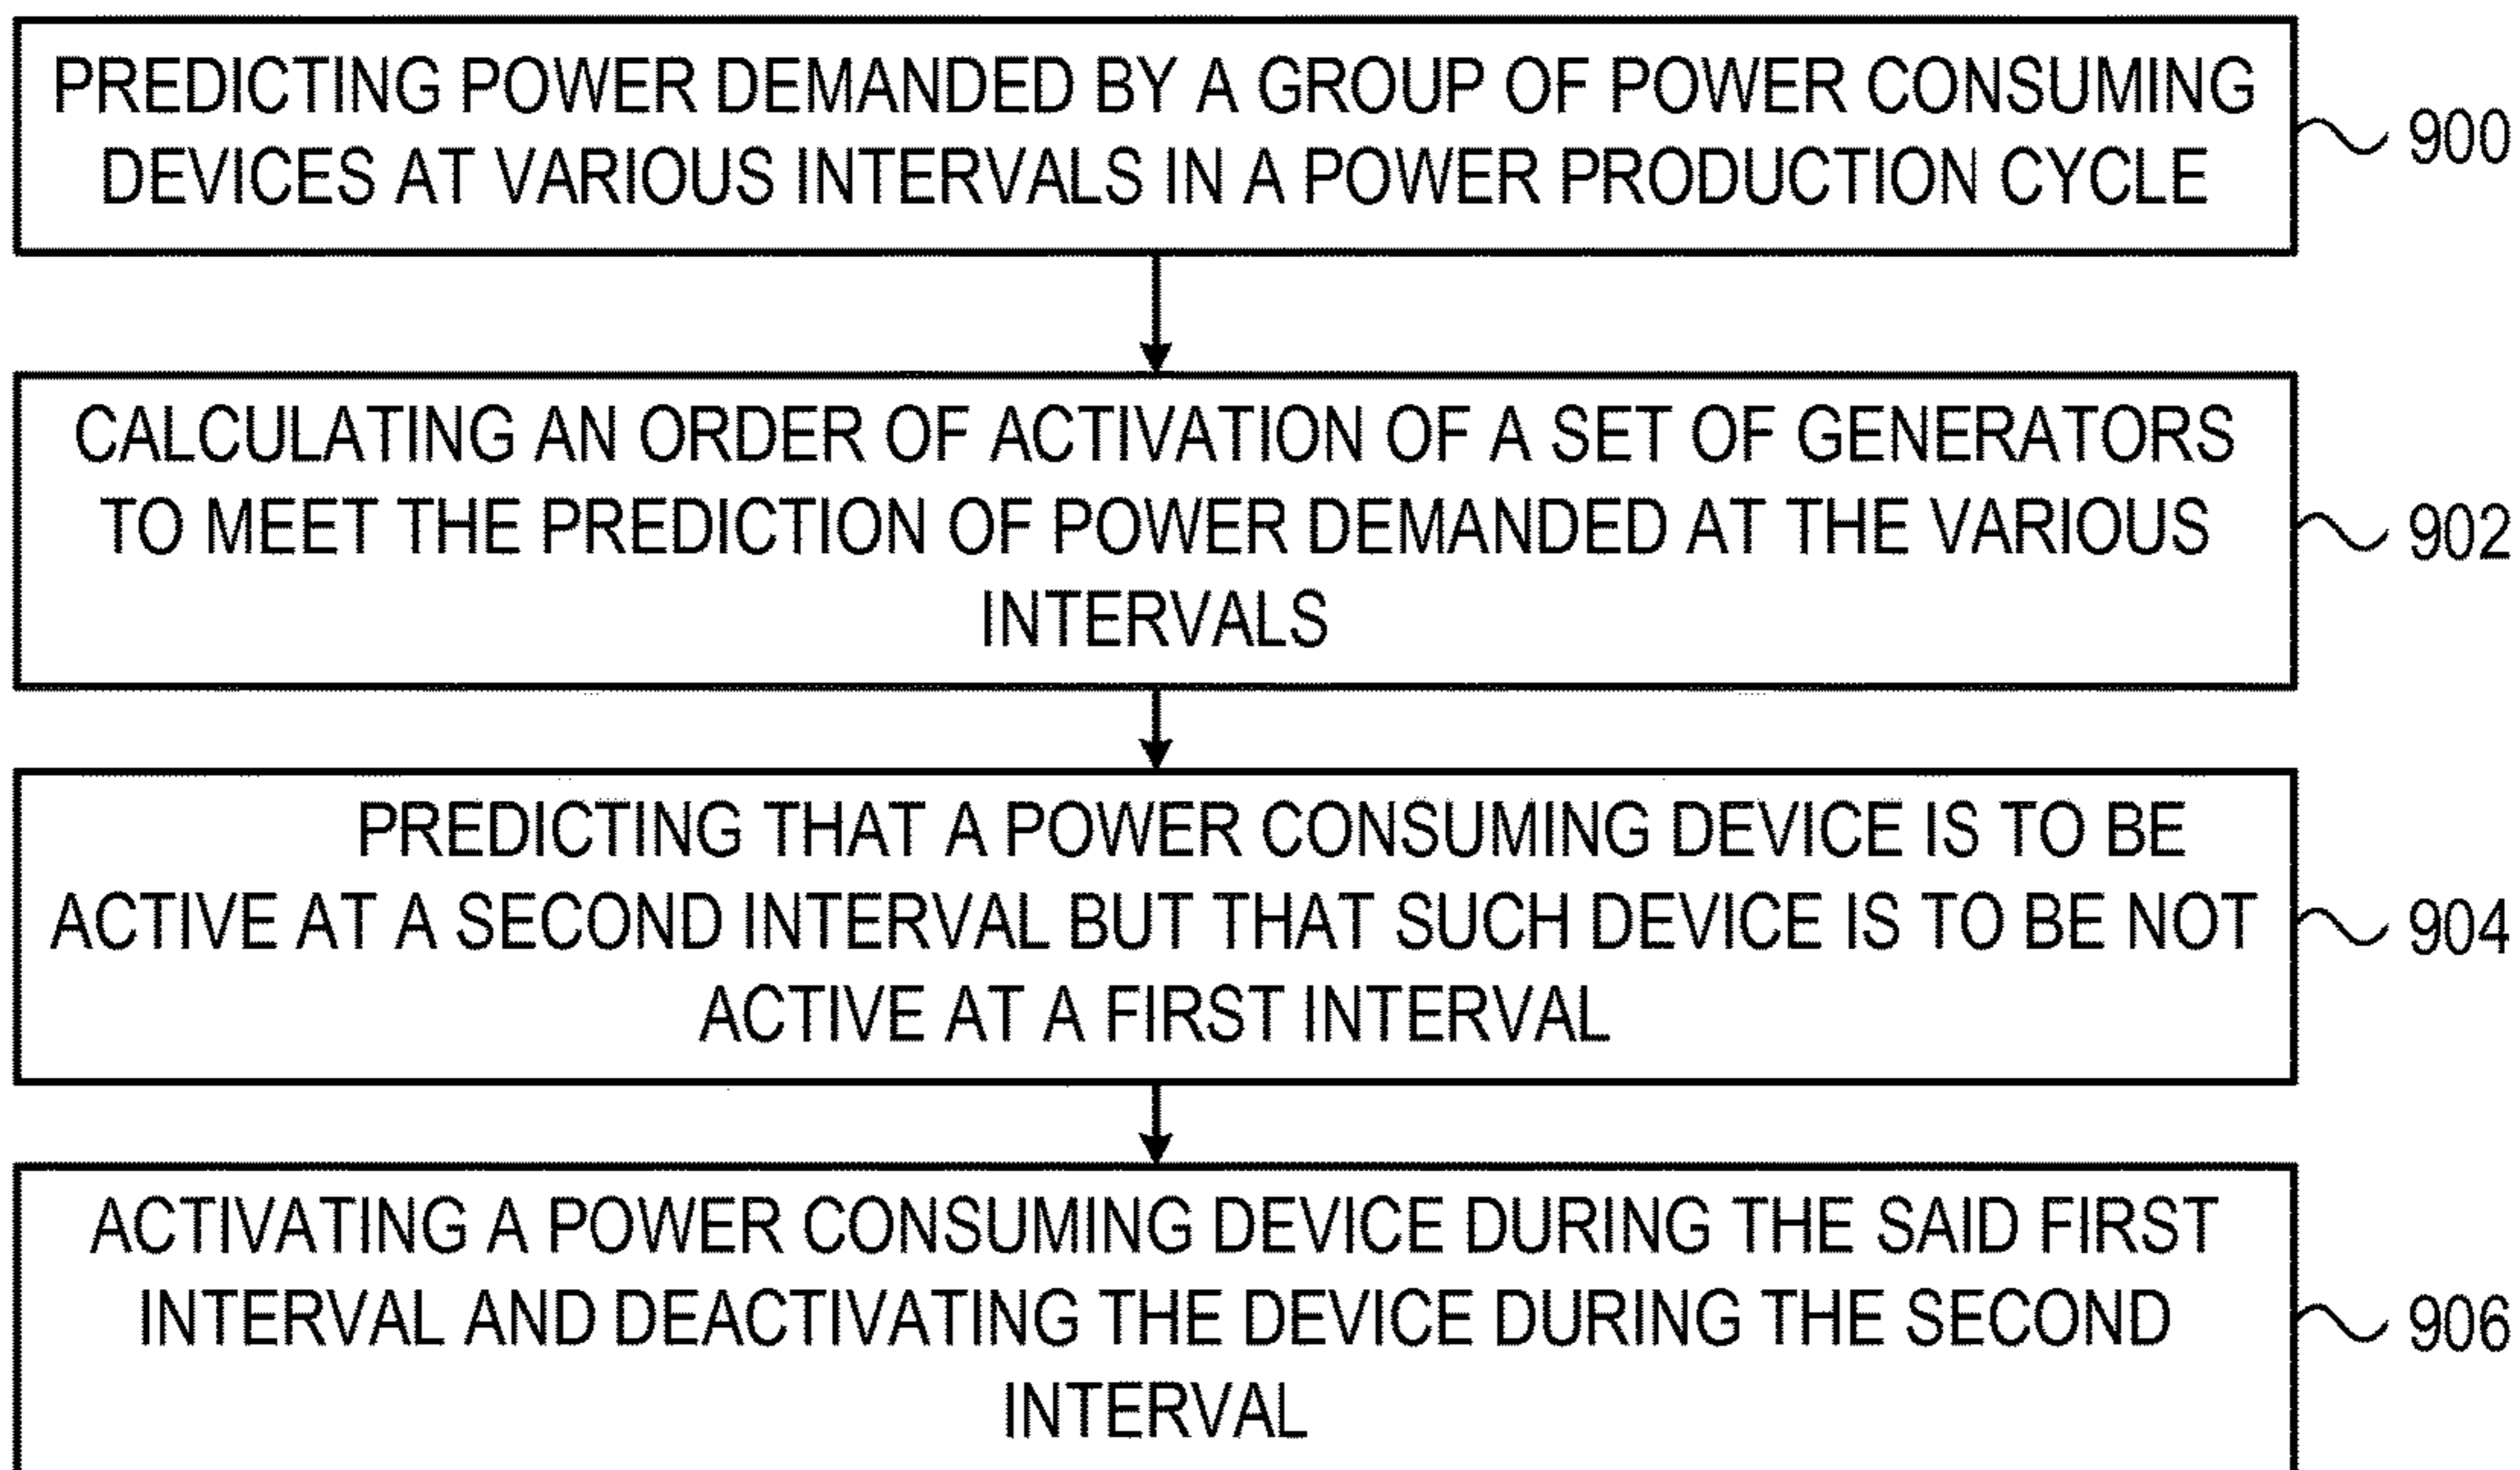 PREDICTING POWER DEMANDED BY A GROUP OF POWER CONSUMING
DEVICES AT VARIOUS INTERVALS IN A POWER PRODUCTION CYCLE
900
CALCULATING AN ORDER OF ACTIVATION OF A SET OF GENERATORS
TO MEET THE PREDICTION OF POWER DEMANDED AT THE VARIOUS
INTERVALS
902
PREDICTING THAT A POWER CONSUMING DEVICE IS TO BE
ACTIVE AT A SECOND INTERVAL BUT THAT SUCH DEVICE IS TO BE NOT
ACTIVE AT A FIRST INTERVAL
904
ACTIVATING A POWER CONSUMING DEVICE DURING THE SAID FIRST
INTERVAL AND DEACTIVATING THE DEVICE DURING THE SECOND
INTERVAL
906